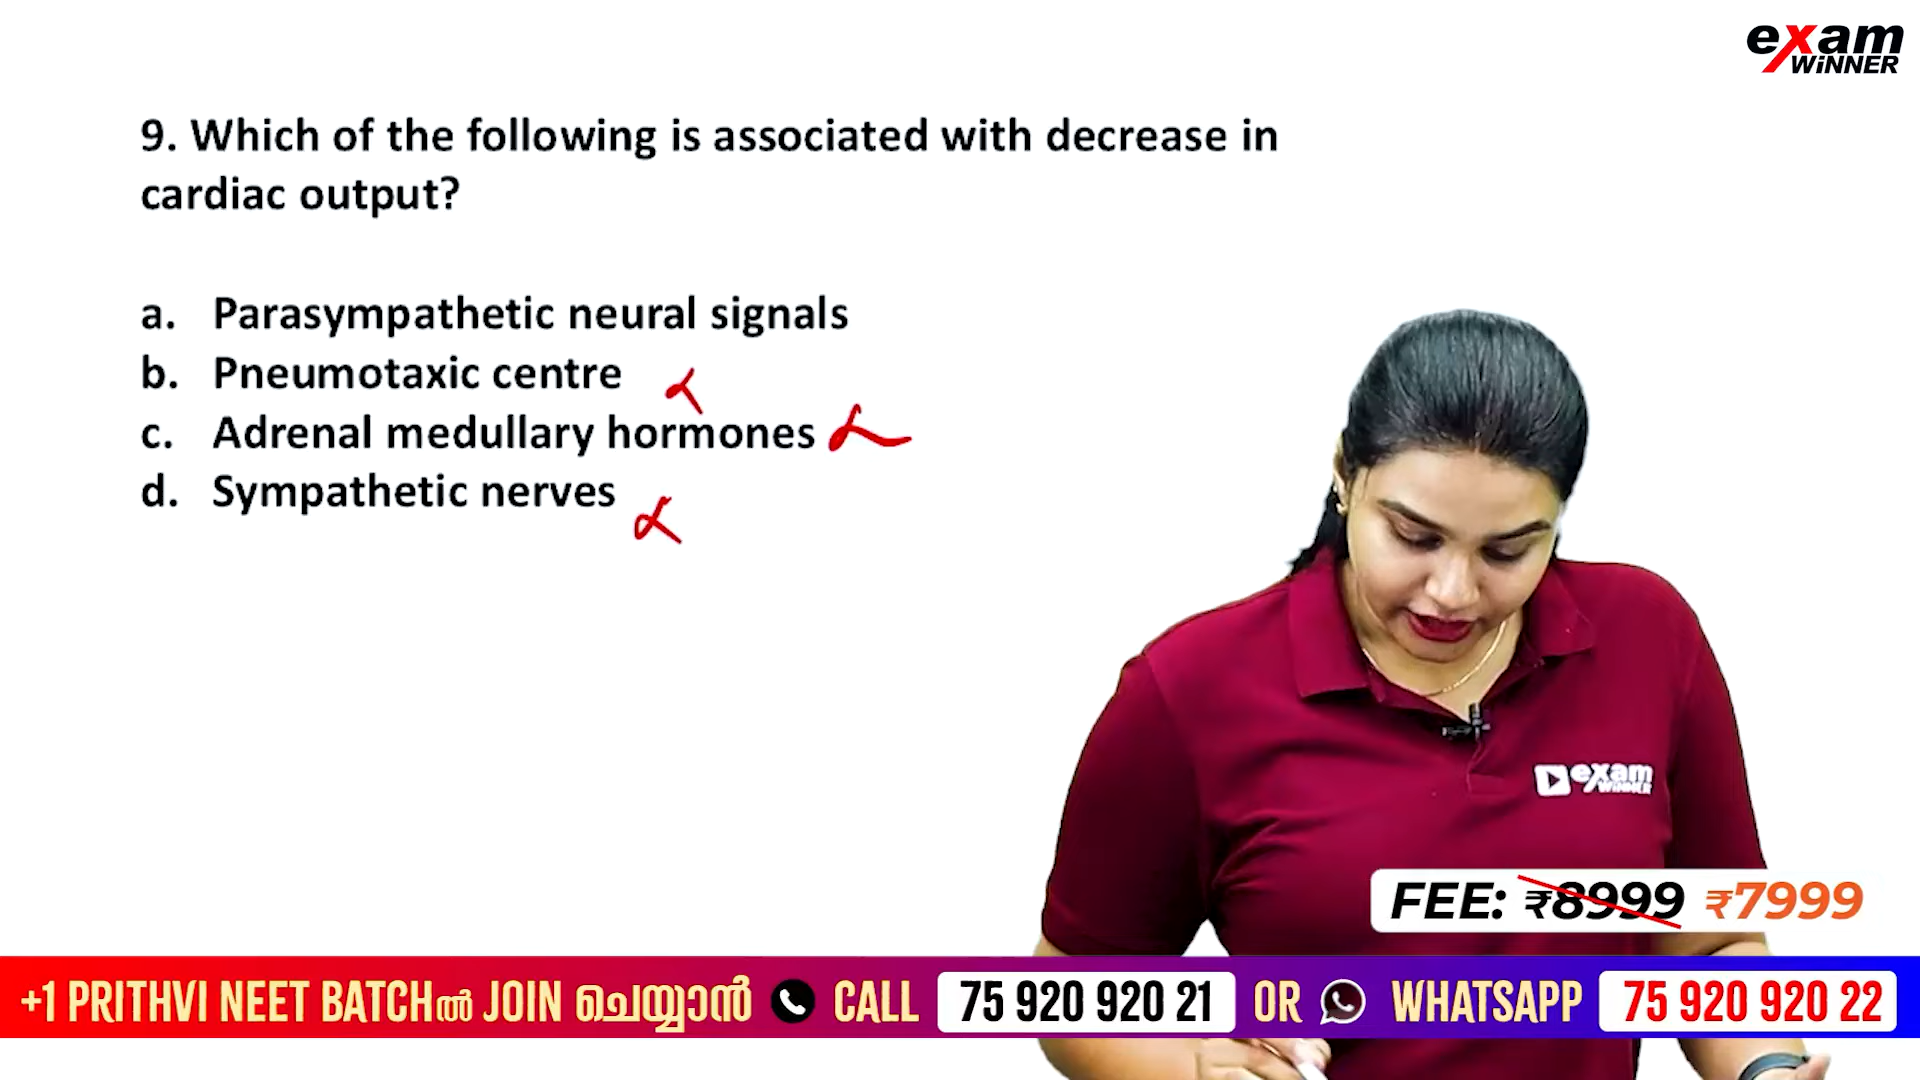 exam
WiNNER
9. Which of the following is associated with decrease in
cardiac output?
a. Parasympathetic neural signals
b. Pneumotaxic centre
c. Adrenal medullary hormones
d. Sympathetic nerves
exam
WiNNER
FEE: ₹8999 ₹7999
+1 PRITHVI NEET BATCHൽ JOIN ചെയ്യാൻ CALL 75 920 920 21 OR WHATSAPP 75 920 920 22